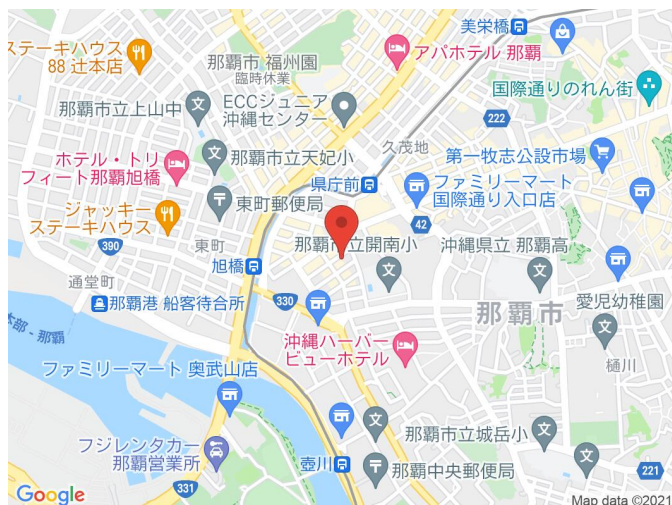 美栄橋
ステーキハウス
88 辻本店
那覇市 福州園
臨時休業
アパホテル 那覇
国際通りのれん街
那覇市立上山中
ECCジュニア
沖縄センター
222
久茂地
第一牧志公設市場
ホテル・トリ
フィート那覇旭橋
那覇市立天妃小
県庁前
ファミリーマート
国際通り入口店
ジャッキー
ステーキハウス
東町郵便局
42
390
東町
旭橋
那覇市立開南小
沖縄県立 那覇高
通堂町
那覇港 船客待合所
330
那覇市
愛児幼稚園
本部 - 那覇
沖縄ハーバー
ビューホテル
樋川
ファミリーマート 奥武山店
那覇市立城岳小
フジレンタカー
那覇営業所
壺川
那覇中央郵便局
221
331
Google
Map data ©2021